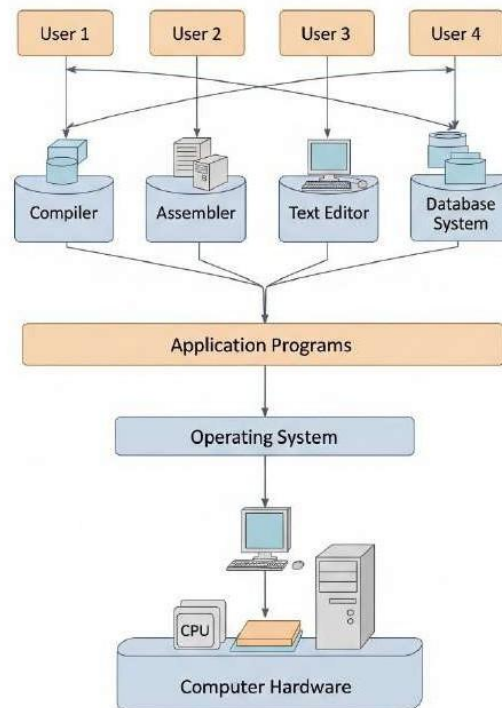 User 1
User 2
User 3
User 4
Compiler
Assembler
Text Editor
Database
System
Application Programs
Operating System
CPU
Computer Hardware